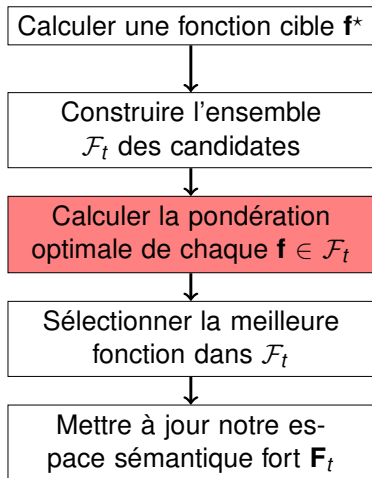 Calculer une fonction cible f⋆
Construire l'ensemble
ℱt des candidates
Calculer la pondération
optimale de chaque f ∈ ℱt
Sélectionner la meilleure
fonction dans ℱt
Mettre à jour notre es-
pace sémantique fort Ft